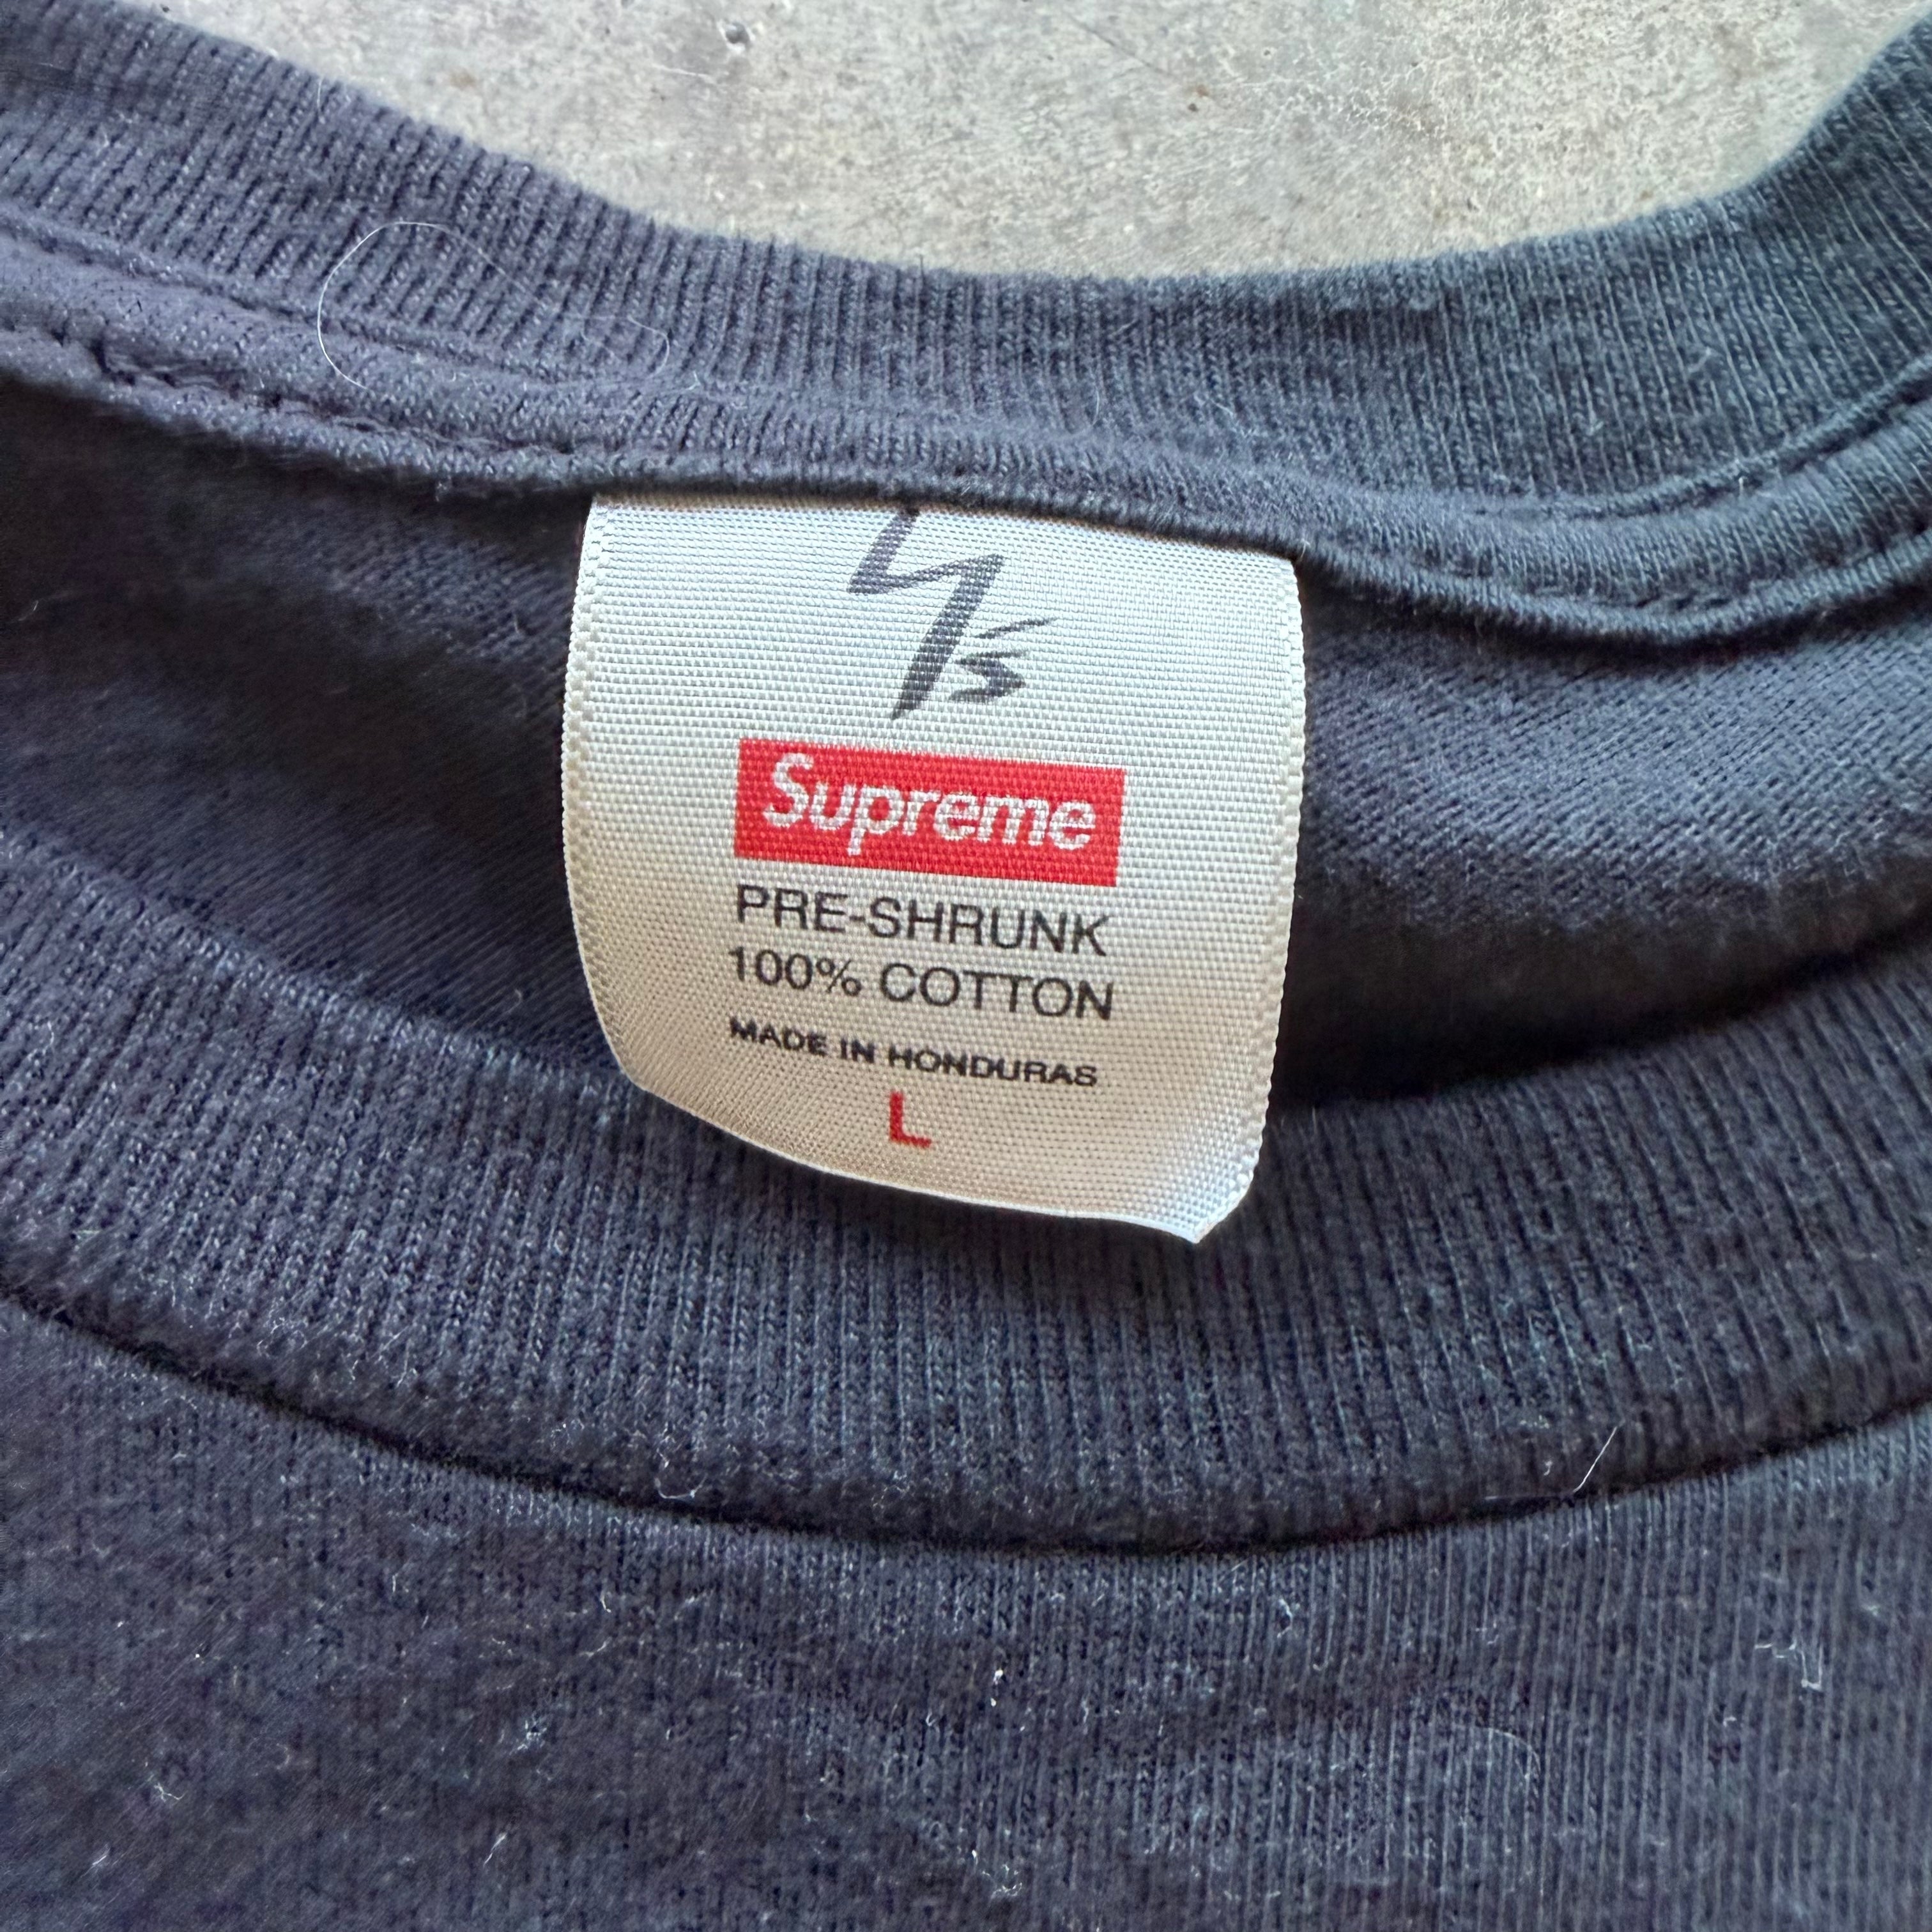 Y's
Supreme
PRE-SHRUNK
100% COTTON
MADE IN HONDURAS
L